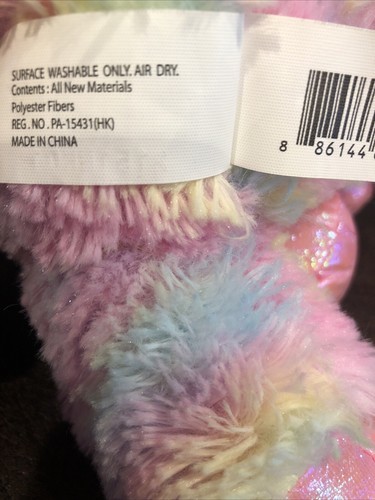 SURFACE WASHABLE ONLY. AIR DRY.
Contents : All New Materials
Polyester Fibers
REG . NO . PA-15431(HK)
MADE IN CHINA
8 86144